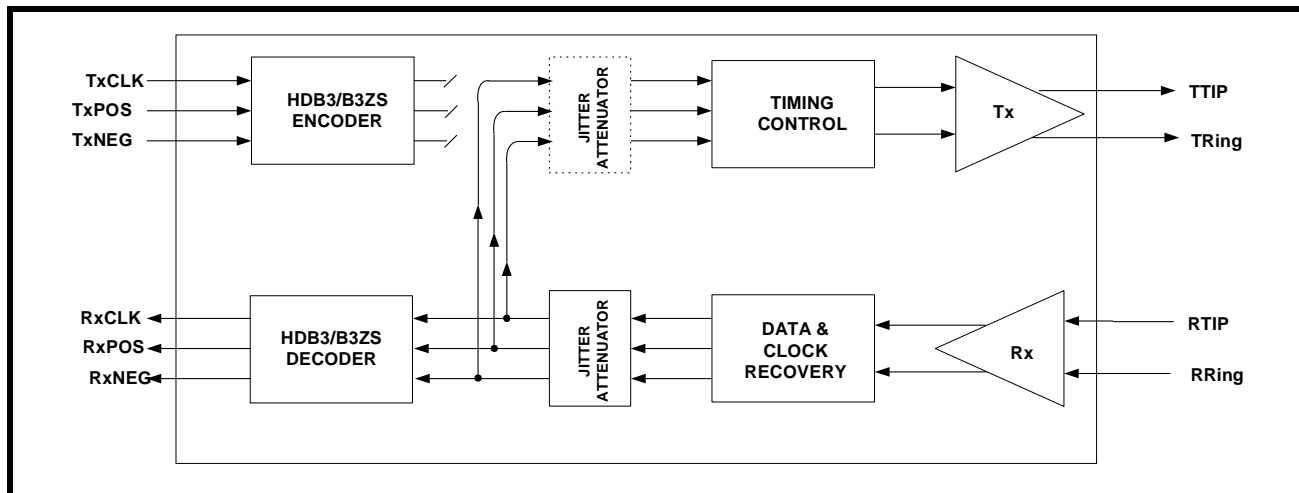 TxCLK
TxPOS
TxNEG
HDB3/B3ZS
ENCODER
JITTER
ATTENUATOR
TIMING
CONTROL
Tx
TTIP
TRing
RxCLK
RxPOS
RxNEG
HDB3/B3ZS
DECODER
JITTER
ATTENUATOR
DATA &
CLOCK
RECOVERY
Rx
RTIP
RRing